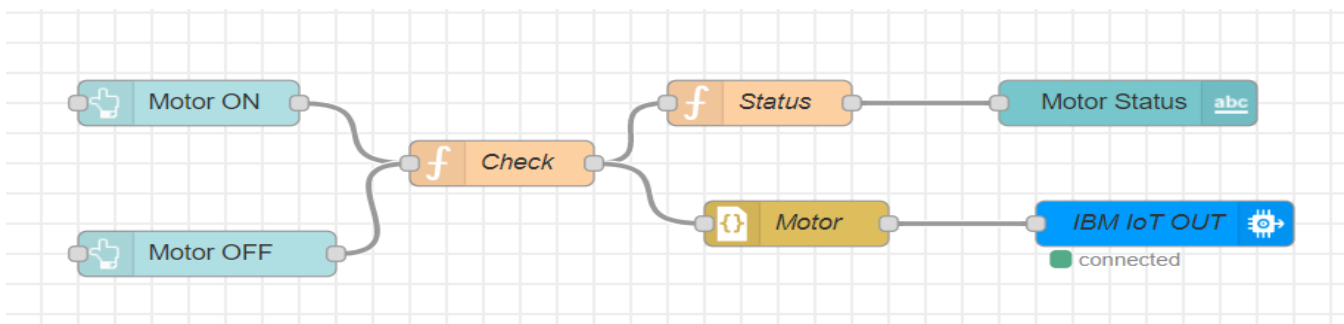 Motor ON
Status
Motor Status abc
Check
Motor
IBM IoT OUT
Motor OFF
connected